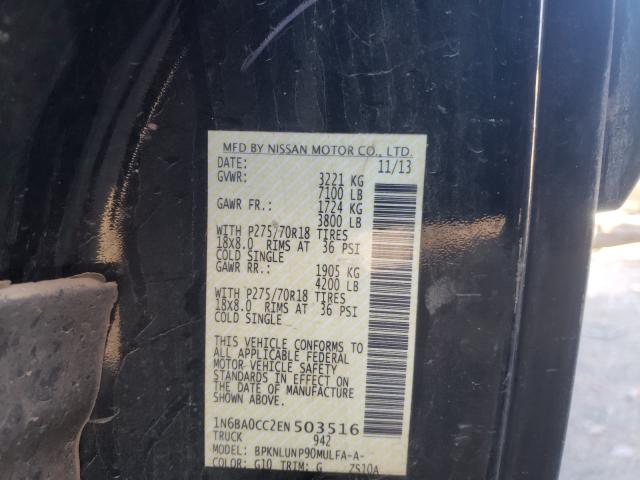 MFD BY NISSAN MOTOR CO., LTD.
DATE: 11/13
GVWR: 3221 KG
7100 LB
GAWR FR.: 1724 KG
3800 LB
WITH P275/70R18 TIRES
18X8.0 RIMS AT 36 PSI
COLD SINGLE
GAWR RR.: 1905 KG
4200 LB
WITH P275/70R18 TIRES
18X8.0 RIMS AT 36 PSI
COLD SINGLE
THIS VEHICLE CONFORMS TO
ALL APPLICABLE FEDERAL
MOTOR VEHICLE SAFETY
STANDARDS IN EFFECT ON
THE DATE OF MANUFACTURE
SHOWN ABOVE.
1N6BA0CC2EN 503516
TRUCK 942
MODEL: BPKNLUNP90MULFA-A-
COLOR: G10 TRIM: G ZS10A